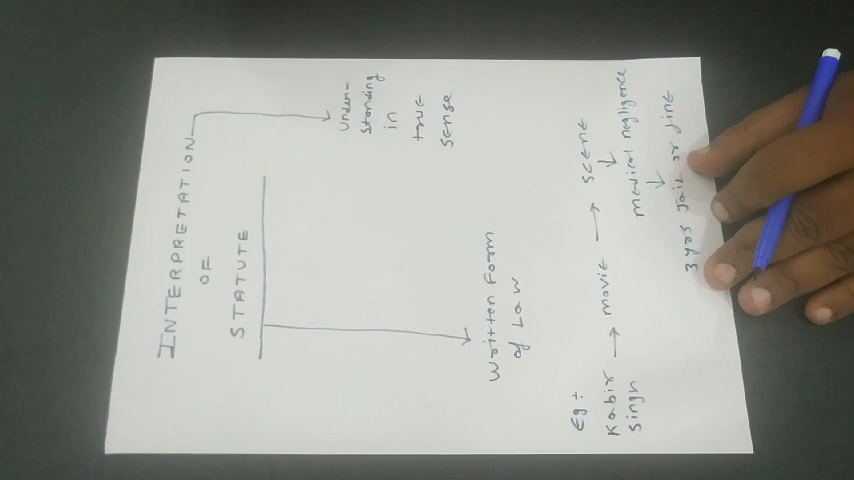 INTERPRETATION
OF
STATUTE
Under-
standing
in
true
sense
Written Form
of Law
Eg ÷
Kabir → movie → scene
Singh
medical negligence
3 yrs Jail or fine